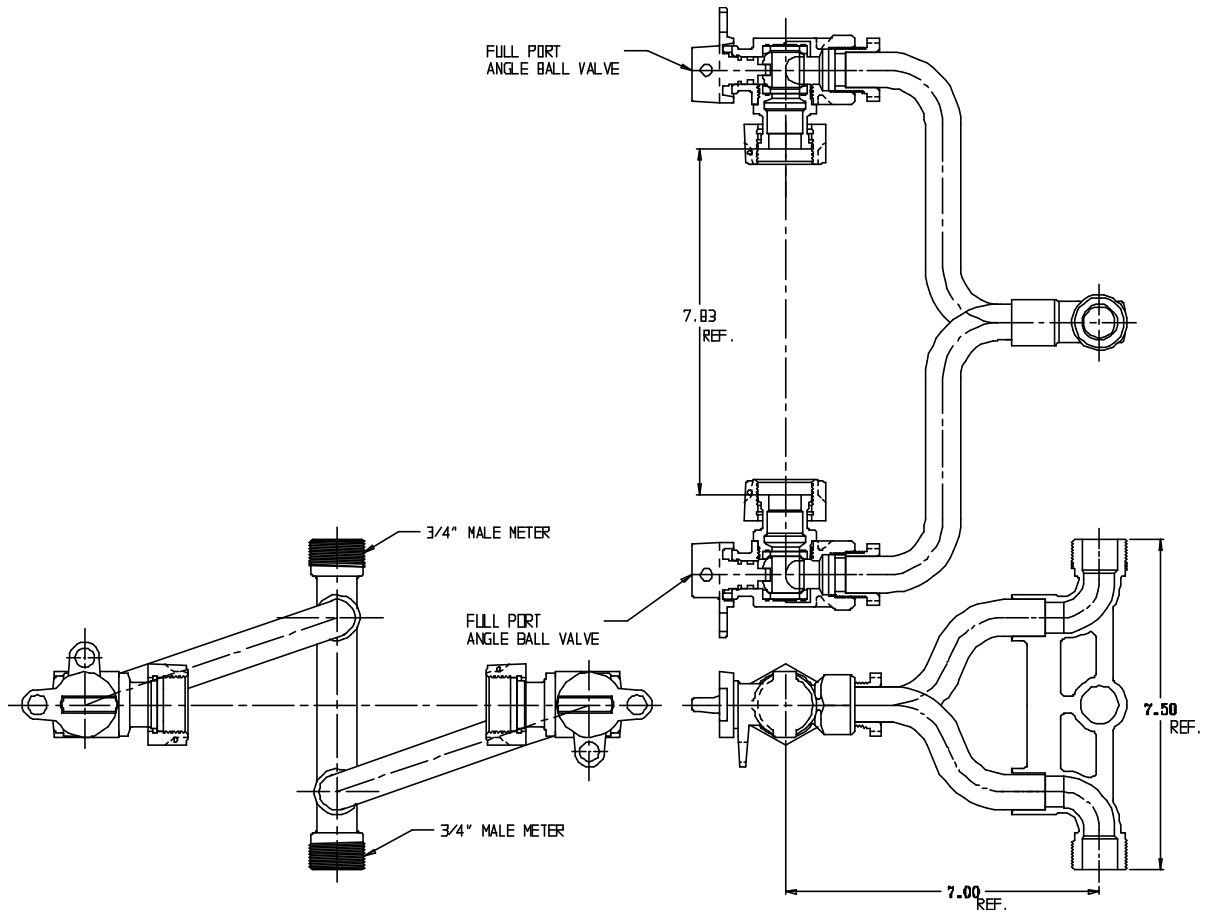 FULL PORT
ANGLE BALL VALVE
7.83
REF.
3/4" MALE METER
FULL PORT
ANGLE BALL VALVE
7.50
REF.
3/4" MALE METER
7.00
REF.